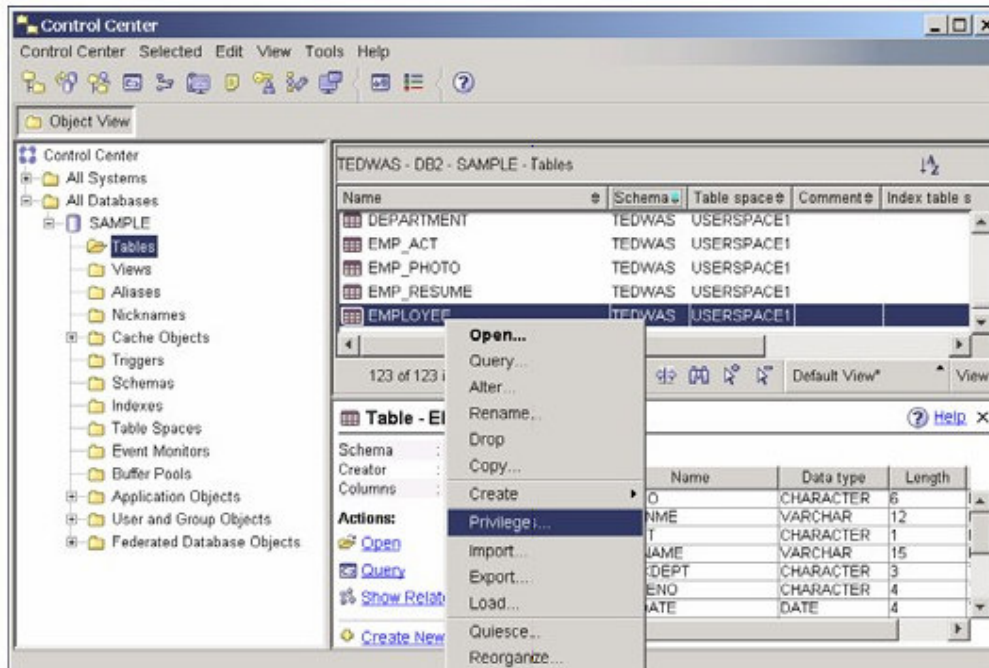 Control Center
Control Center Selected Edit View Tools Help
Object View
Control Center
All Systems
All Databases
SAMPLE
Tables
Views
Aliases
Nicknames
Cache Objects
Triggers
Schemas
Indexes
Table Spaces
Event Monitors
Buffer Pools
Application Objects
User and Group Objects
Federated Database Objects
TEDWAS - DB2 - SAMPLE - Tables
Name Schema Table space Comment Index table s
DEPARTMENT TEDWAS USERSPACE1
EMP_ACT TEDWAS USERSPACE1
EMP_PHOTO TEDWAS USERSPACE1
EMP_RESUME TEDWAS USERSPACE1
EMPLOYEE TEDWAS USERSPACE1
123 of 123 Default View* View
Open...
Query...
Alter...
Rename...
Drop
Copy...
Create
Privileges...
Import...
Export...
Load...
Quiesce...
Reorganize...
Table - E Help
Schema :
Creator :
Columns :
Actions:
Open
Query
Show Relat
Create New
Name Data type Length
O CHARACTER 6
NME VARCHAR 12
T CHARACTER 1
NAME VARCHAR 15
KDEPT CHARACTER 3
ENO CHARACTER 4
ATE DATE 4